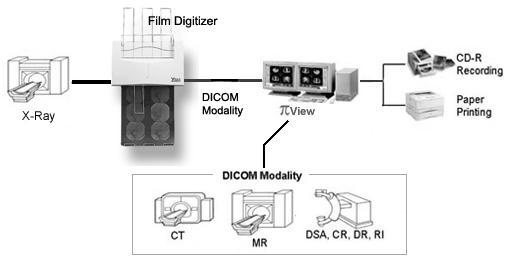 Film Digitizer
X-Ray
DICOM
Modality
πView
CD-R
Recording
Paper
Printing
DICOM Modality
CT
MR
DSA, CR, DR, RI